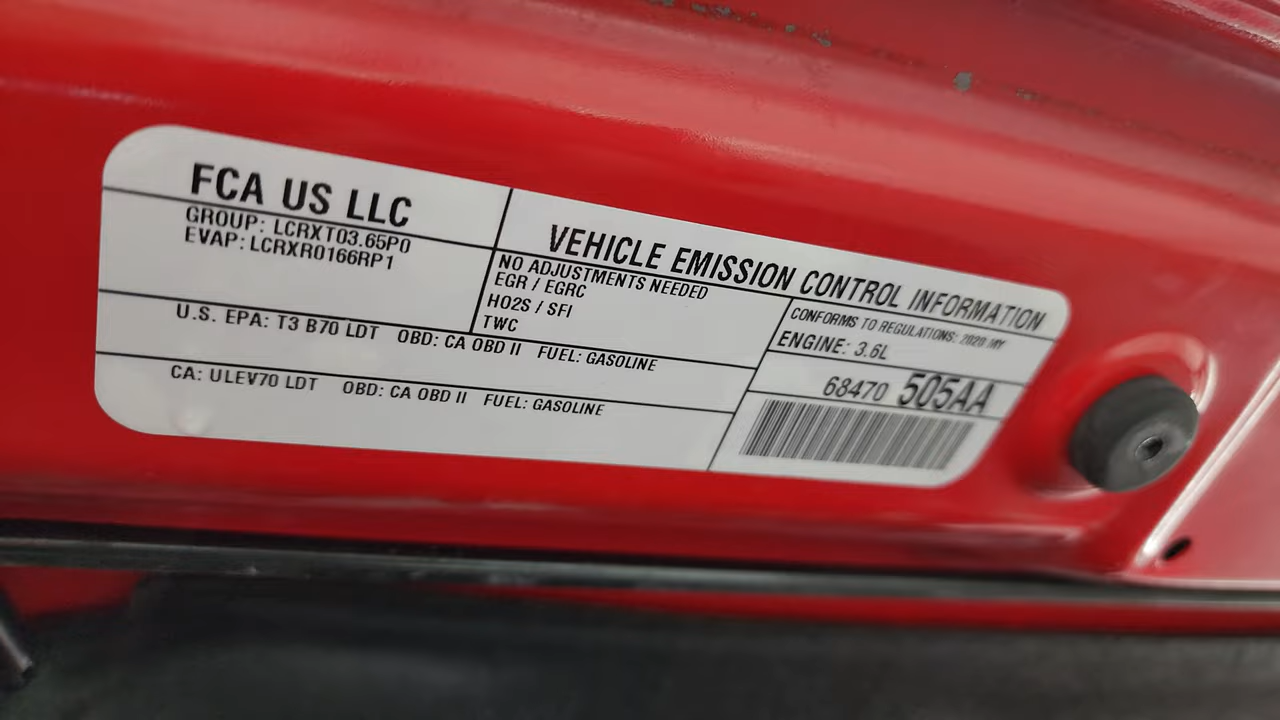 FCA US LLC
GROUP: LCRXT03.65P0
EVAP: LCRXR0166RP1
VEHICLE EMISSION CONTROL INFORMATION
NO ADJUSTMENTS NEEDED
EGR / EGRC
HO2S / SFI
TWC
CONFORMS TO REGULATIONS: 2020 MY
ENGINE: 3.6L
U.S. EPA: T3 B70 LDT OBD: CA OBD II FUEL: GASOLINE
CA: ULEV70 LDT OBD: CA OBD II FUEL: GASOLINE
68470 505AA